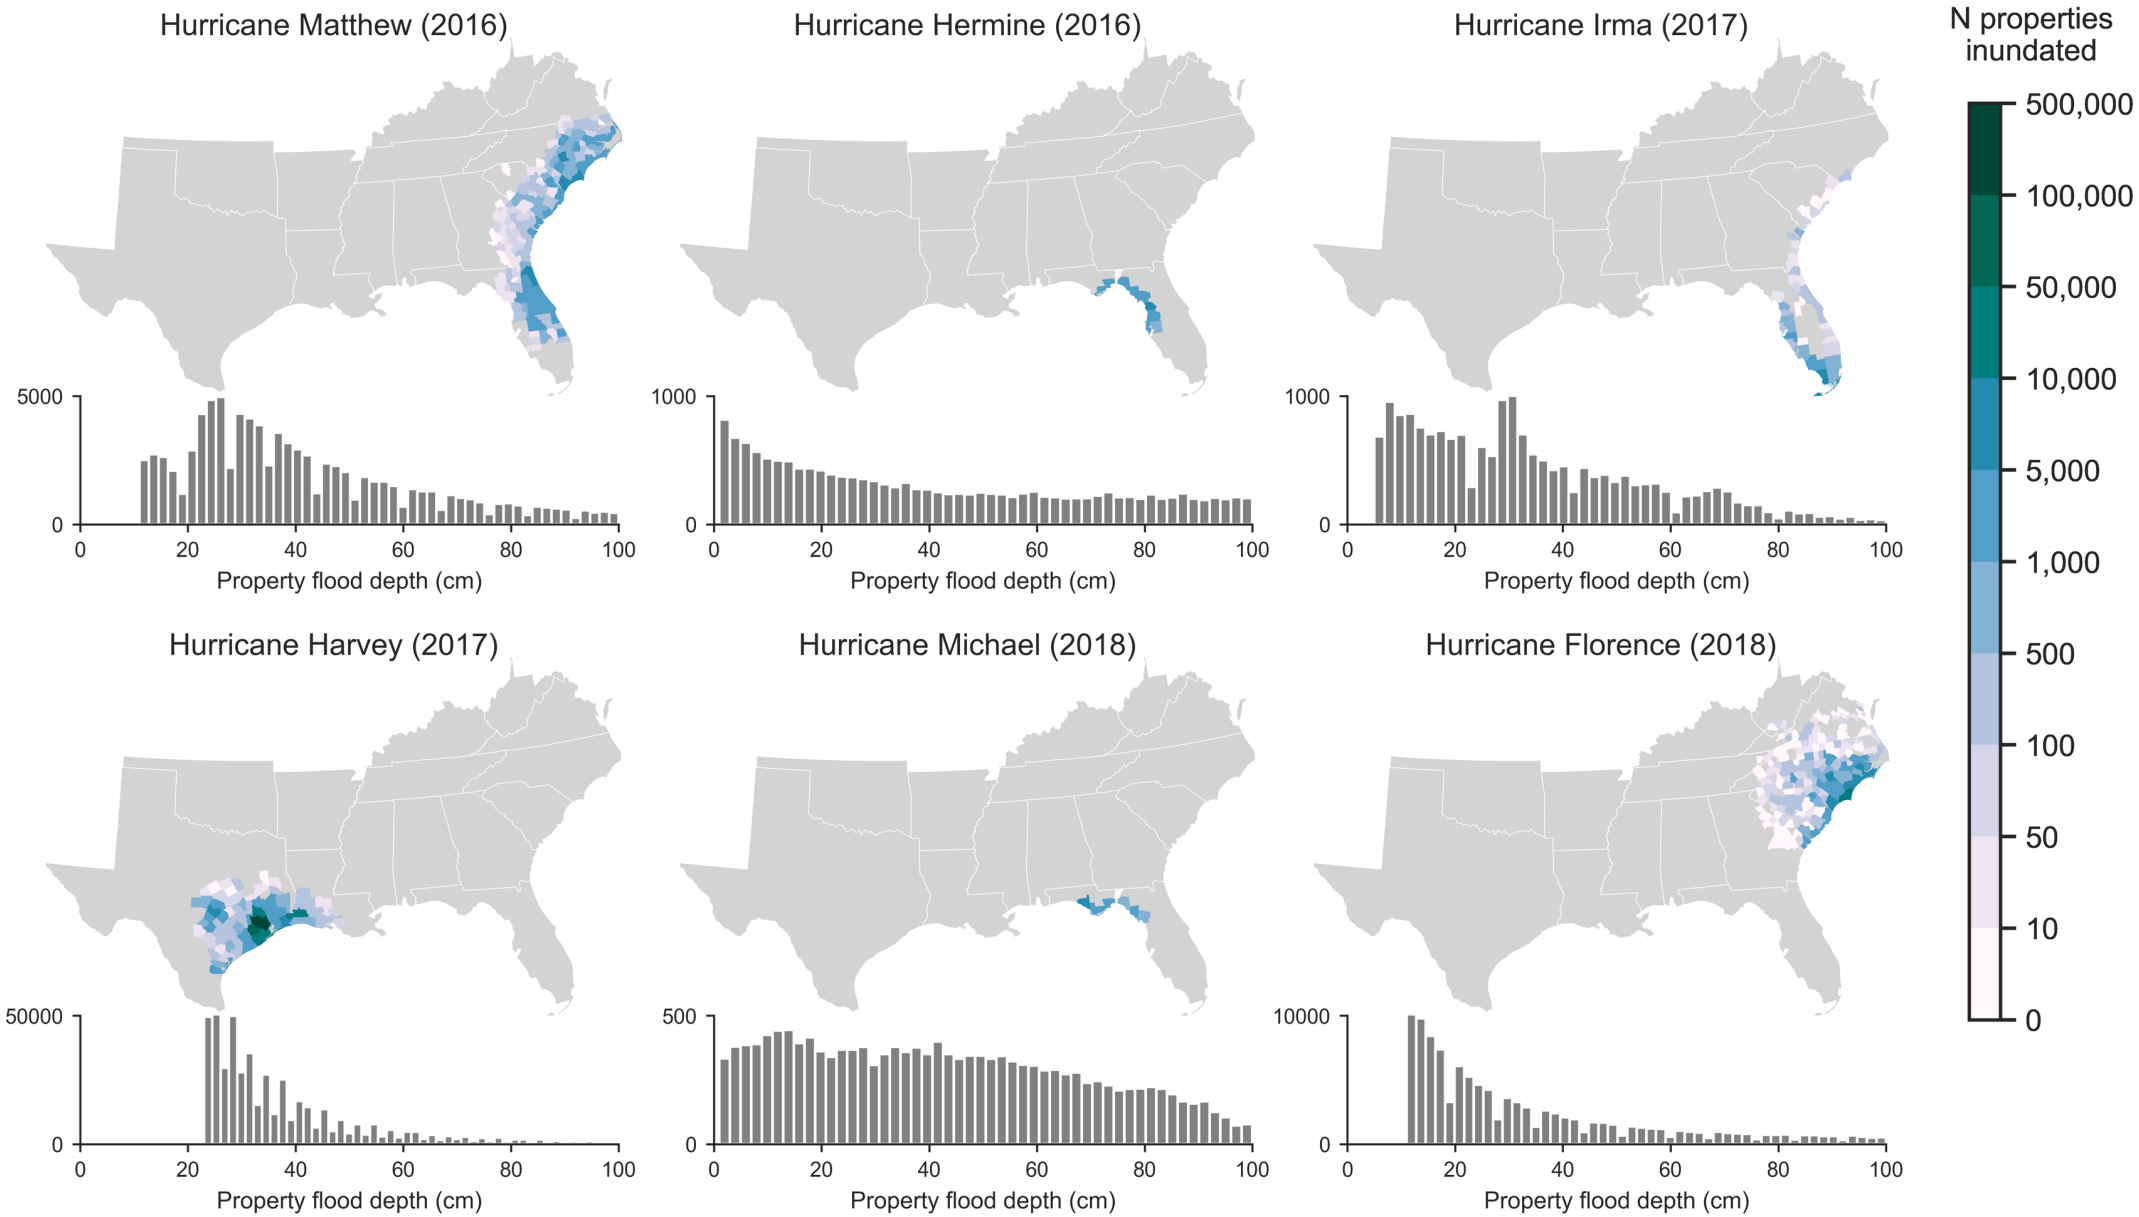 Hurricane Matthew (2016)
Hurricane Hermine (2016)
Hurricane Irma (2017)
N properties
inundated
500,000
100,000
50,000
10,000
5,000
1,000
500
100
50
10
0
5000
0
0 20 40 60 80 100
Property flood depth (cm)
1000
0
0 20 40 60 80 100
Property flood depth (cm)
1000
0
0 20 40 60 80 100
Property flood depth (cm)
Hurricane Harvey (2017)
Hurricane Michael (2018)
Hurricane Florence (2018)
50000
0
0 20 40 60 80 100
Property flood depth (cm)
500
0
0 20 40 60 80 100
Property flood depth (cm)
10000
0
0 20 40 60 80 100
Property flood depth (cm)